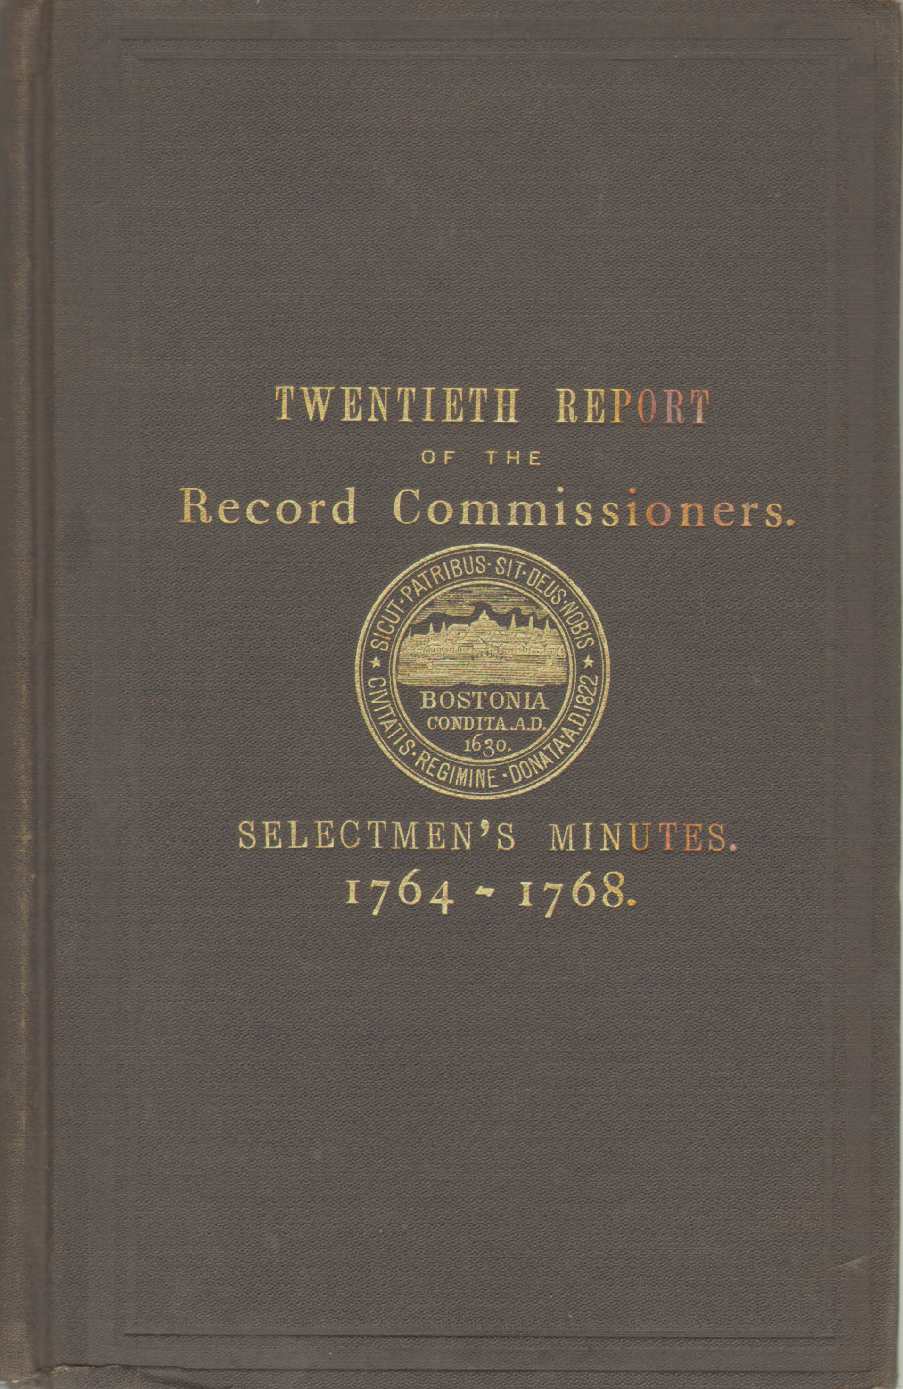 TWENTIETH REPORT
OF THE
Record Commissioners.
SICUT·PATRIBUS·SIT·DEUS·NOBIS
BOSTONIA
CONDITA.A.D.
1630.
CIVITATIS·REGIMINE·DONATA·A.D.1822
SELECTMEN'S MINUTES.
1764-1768.